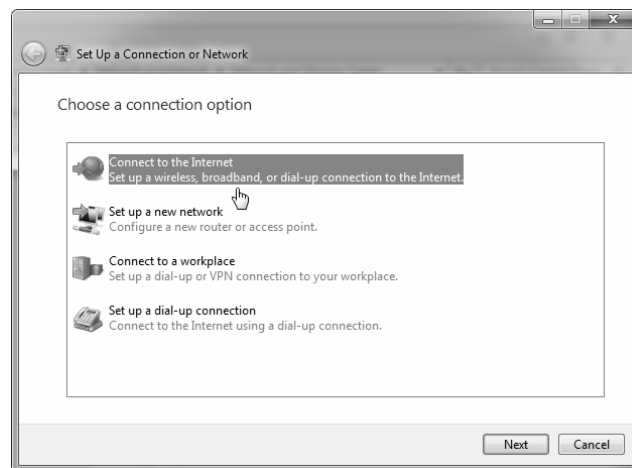 Set Up a Connection or Network
Choose a connection option
Connect to the Internet
Set up a wireless, broadband, or dial-up connection to the Internet.
Set up a new network
Configure a new router or access point.
Connect to a workplace
Set up a dial-up or VPN connection to your workplace.
Set up a dial-up connection
Connect to the Internet using a dial-up connection.
Next Cancel